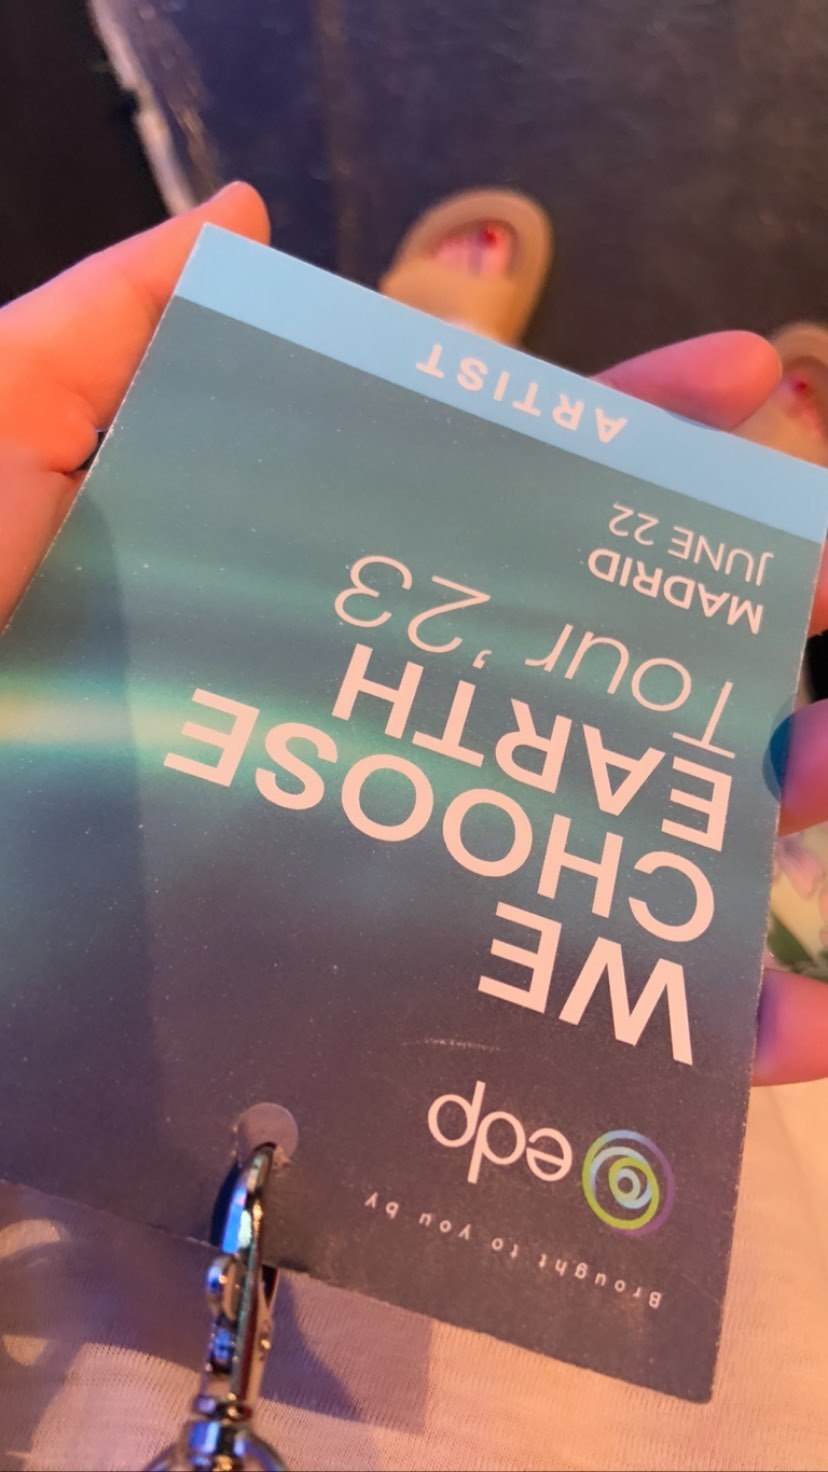 Brought to you by
edp
WE
CHOOSE
EARTH
Tour '23
MADRID
JUNE 22
ARTIST